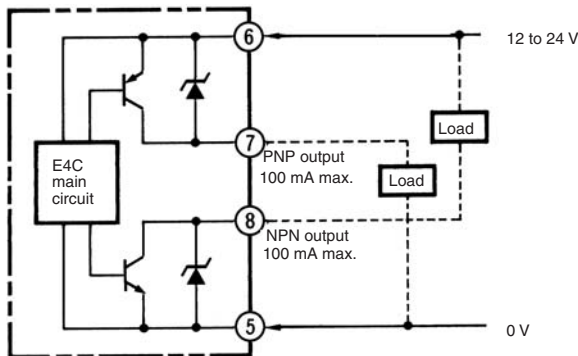 6
12 to 24 V
Load
7
PNP output
100 mA max.
E4C
main
circuit
Load
8
NPN output
100 mA max.
5
0 V